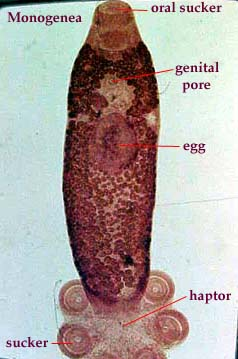 Monogenea
oral sucker
genital
pore
egg
haptor
sucker